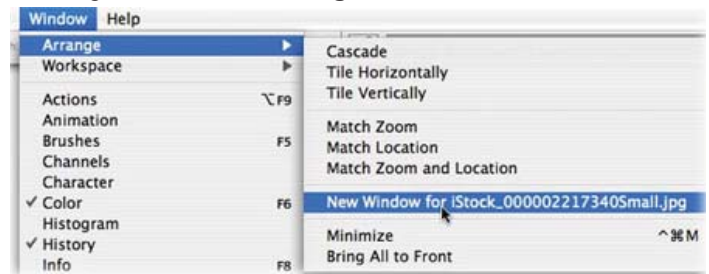 Window Help
Arrange
Workspace
Actions ⌥F9
Animation
Brushes F5
Channels
Character
✓ Color F6
Histogram
✓ History
Info F8
Cascade
Tile Horizontally
Tile Vertically
Match Zoom
Match Location
Match Zoom and Location
New Window for iStock_000002217340Small.jpg
Minimize ^⌘M
Bring All to Front